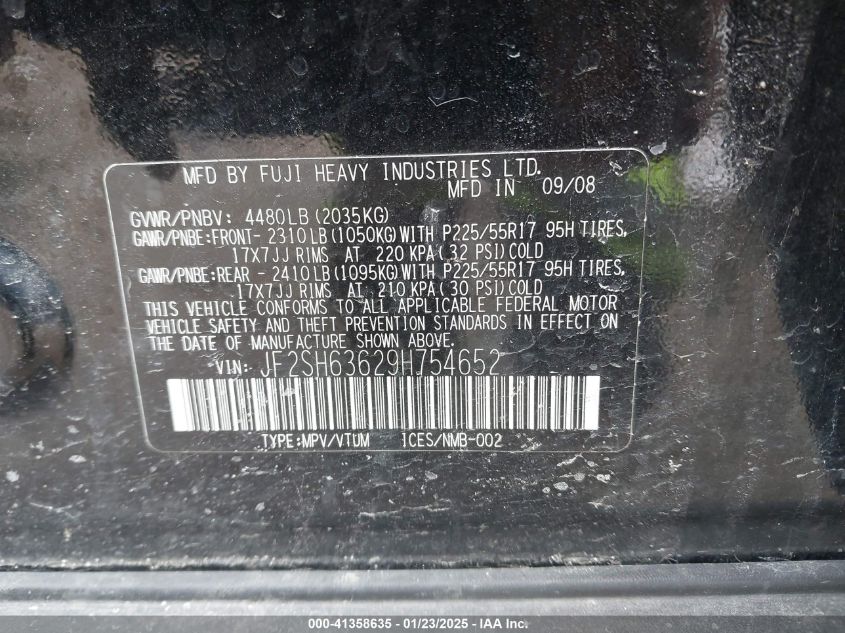 MFD BY FUJI HEAVY INDUSTRIES LTD.
MFD IN 09/08
GVWR/PNBV: 4480LB (2035KG)
GAWR/PNBE:FRONT- 2310LB (1050KG) WITH P225/55R17 95H TIRES,
17X7JJ RIMS AT 220 KPA ( 32 PSI) COLD
GAWR/PNBE:REAR - 2410LB (1095KG) WITH P225/55R17 95H TIRES,
17X7JJ RIMS AT 210 KPA ( 30 PSI) COLD
THIS VEHICLE CONFORMS TO ALL APPLICABLE FEDERAL MOTOR
VEHICLE SAFETY AND THEFT PREVENTION STANDARDS IN EFFECT ON
THE DATE OF MANUFACTURE SHOWN ABOVE.
VIN: JF2SH63629H754652
TYPE:MPV/VTUM ICES/NMB-002
000-41358635 - 01/23/2025 - IAA Inc.